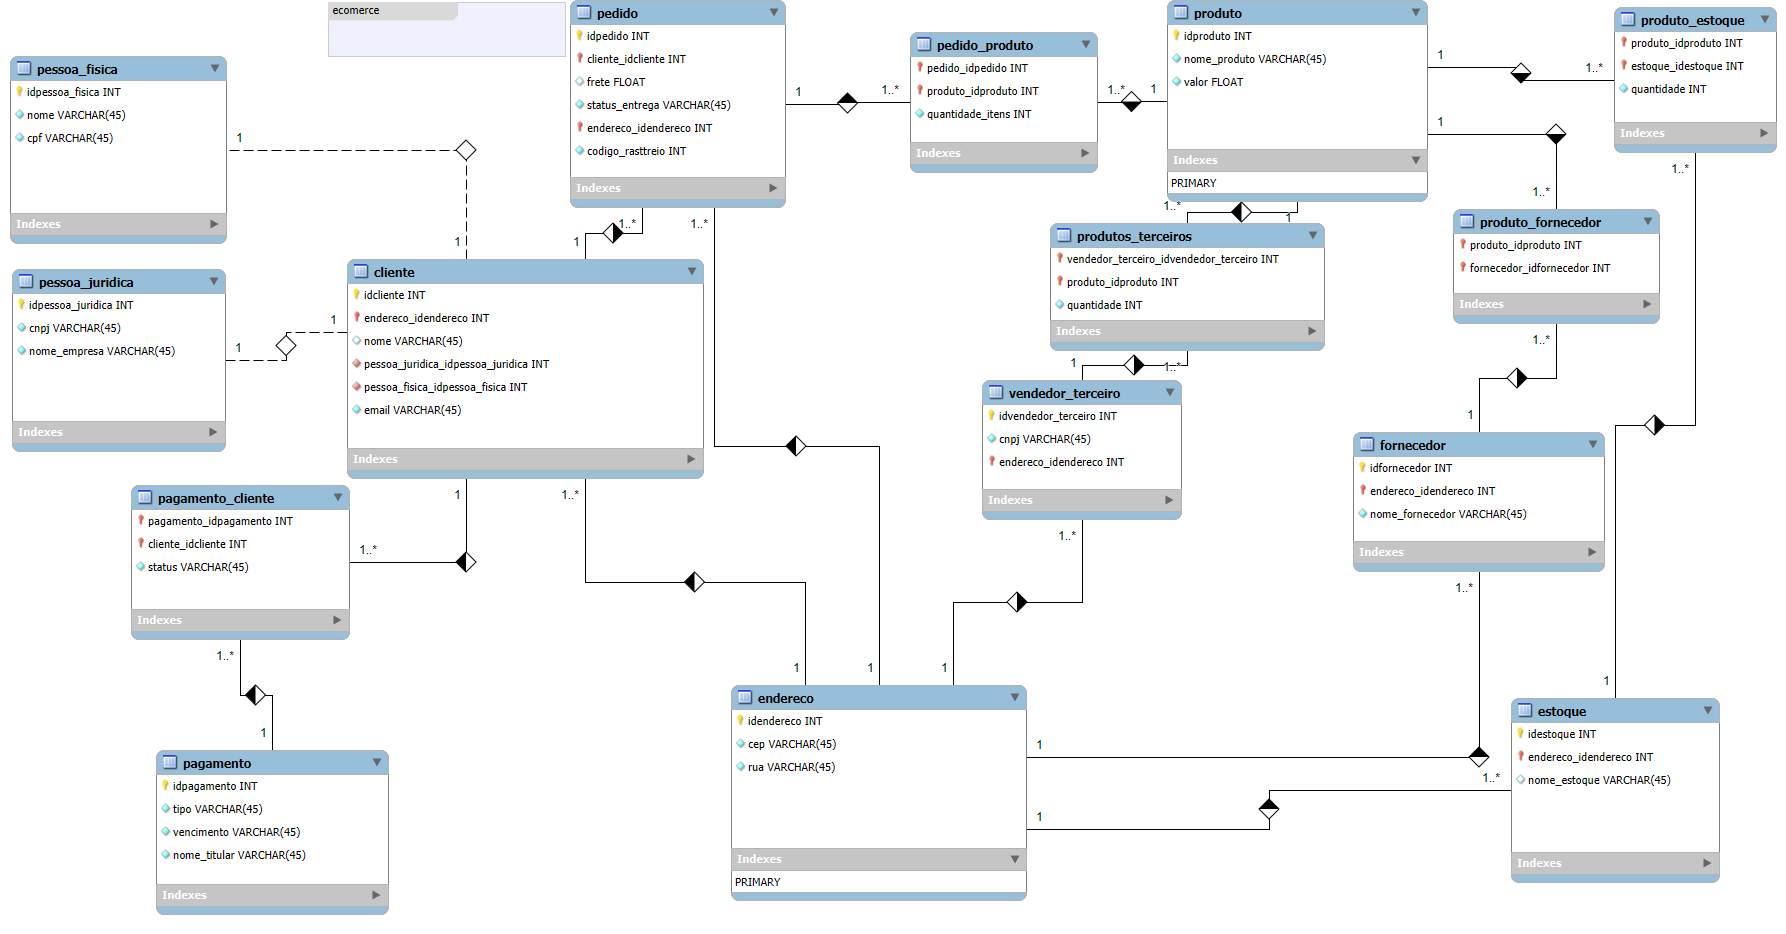 ecomerce
pessoa_fisica
idpessoa_fisica INT
nome VARCHAR(45)
cpf VARCHAR(45)
Indexes
pessoa_juridica
idpessoa_juridica INT
cnpj VARCHAR(45)
nome_empresa VARCHAR(45)
Indexes
pedido
idpedido INT
cliente_idcliente INT
frete FLOAT
status_entrega VARCHAR(45)
endereco_idendereco INT
codigo_rasttreio INT
Indexes
pedido_produto
pedido_idpedido INT
produto_idproduto INT
quantidade_itens INT
Indexes
produto
idproduto INT
nome_produto VARCHAR(45)
valor FLOAT
Indexes
PRIMARY
produto_estoque
produto_idproduto INT
estoque_idestoque INT
quantidade INT
Indexes
cliente
idcliente INT
endereco_idendereco INT
nome VARCHAR(45)
pessoa_juridica_idpessoa_juridica INT
pessoa_fisica_idpessoa_fisica INT
email VARCHAR(45)
Indexes
produtos_terceiros
vendedor_terceiro_idvendedor_terceiro INT
produto_idproduto INT
quantidade INT
Indexes
produto_fornecedor
produto_idproduto INT
fornecedor_idfornecedor INT
Indexes
vendedor_terceiro
idvendedor_terceiro INT
cnpj VARCHAR(45)
endereco_idendereco INT
Indexes
fornecedor
idfornecedor INT
endereco_idendereco INT
nome_fornecedor VARCHAR(45)
Indexes
pagamento_cliente
pagamento_idpagamento INT
cliente_idcliente INT
status VARCHAR(45)
Indexes
pagamento
idpagamento INT
tipo VARCHAR(45)
vencimento VARCHAR(45)
nome_titular VARCHAR(45)
Indexes
endereco
idendereco INT
cep VARCHAR(45)
rua VARCHAR(45)
Indexes
PRIMARY
estoque
idestoque INT
endereco_idendereco INT
nome_estoque VARCHAR(45)
Indexes
1
1
1
1
1
1..*
1
1..*
1..*
1
1
1..*
1
1..*
1..*
1
1..*
1
1..*
1
1..*
1
1..*
1..*
1
1..*
1
1..*
1
1
1
1..*
1
1..*
1
1..*